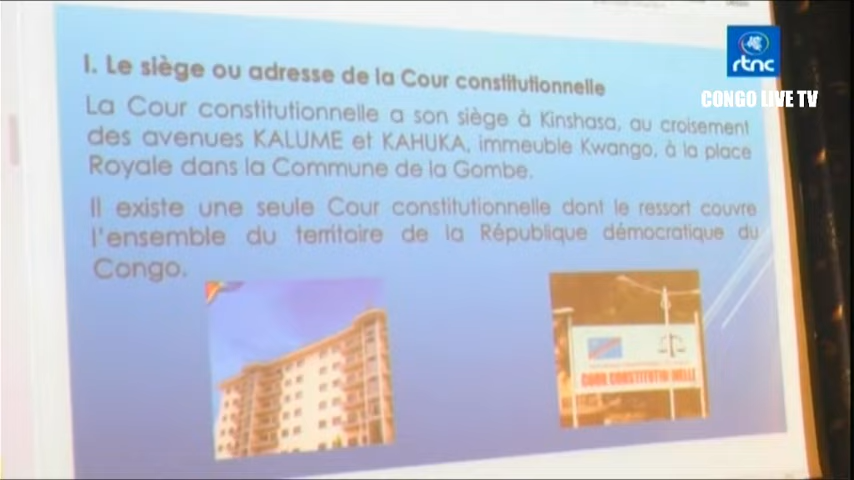 rtnc
CONGO LIVE TV
I. Le siège ou adresse de la Cour constitutionnelle
La Cour constitutionnelle a son siège à Kinshasa, au croisement
des avenues KALUME et KAHUKA, immeuble Kwango, à la place
Royale dans la Commune de la Gombe.
Il existe une seule Cour constitutionnelle dont le ressort couvre
l'ensemble du territoire de la République démocratique du
Congo.
COUR CONSTITUTIONNELLE